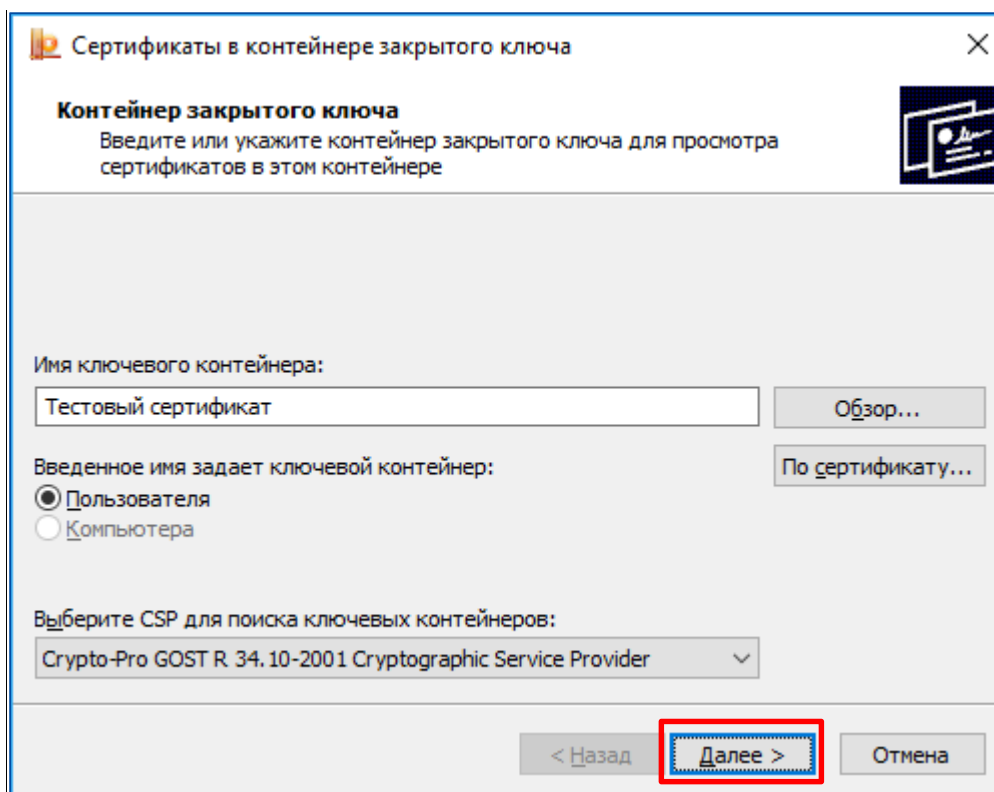 Сертификаты в контейнере закрытого ключа
Контейнер закрытого ключа
Введите или укажите контейнер закрытого ключа для просмотра
сертификатов в этом контейнере
Имя ключевого контейнера:
Тестовый сертификат
Обзор...
Введенное имя задает ключевой контейнер:
По сертификату...
Пользователя
Компьютера
Выберите CSP для поиска ключевых контейнеров:
Crypto-Pro GOST R 34.10-2001 Cryptographic Service Provider
< Назад
Далее >
Отмена